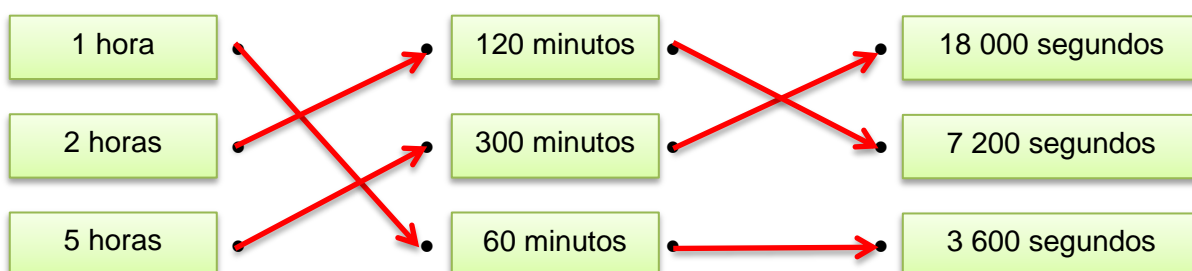 1 hora 120 minutos 18 000 segundos
2 horas 300 minutos 7 200 segundos
5 horas 60 minutos 3 600 segundos